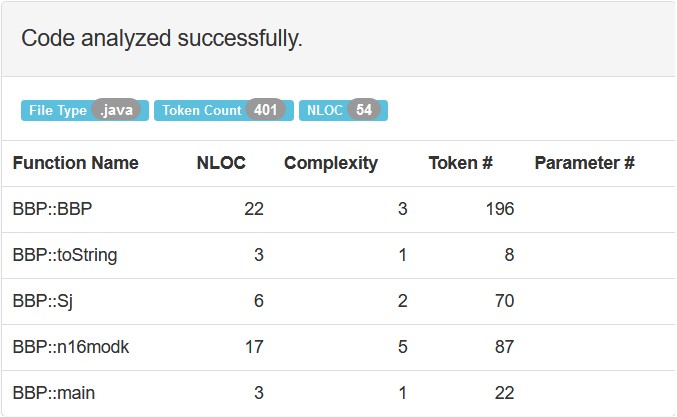 Code analyzed successfully.
File Type .java Token Count 401 NLOC 54
Function Name NLOC Complexity Token # Parameter #
BBP::BBP 22 3 196
BBP::toString 3 1 8
BBP::Sj 6 2 70
BBP::n16modk 17 5 87
BBP::main 3 1 22